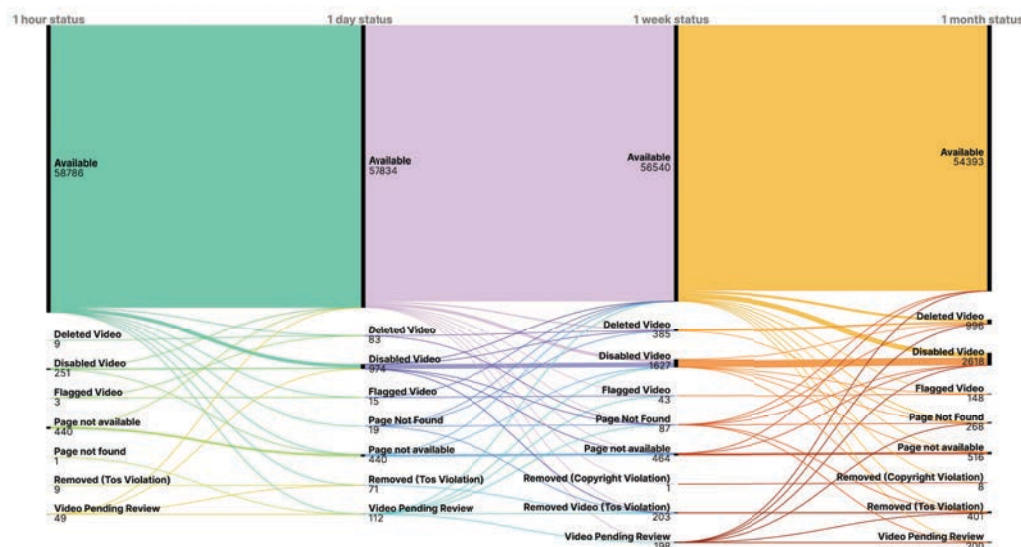 1 hour status
1 day status
1 week status
1 month status
Available
58786
Deleted Video
9
Disabled Video
251
Flagged Video
3
Page not available
440
Page not found
1
Removed (Tos Violation)
9
Video Pending Review
49
Available
57834
Deleted Video
83
Disabled Video
974
Flagged Video
15
Page Not Found
19
Page not available
440
Removed (Tos Violation)
71
Video Pending Review
112
Available
56540
Deleted Video
385
Disabled Video
1627
Flagged Video
43
Page Not Found
87
Page not available
464
Removed (Copyright Violation)
1
Removed Video (Tos Violation)
203
Video Pending Review
198
Available
54393
Deleted Video
996
Disabled Video
2618
Flagged Video
148
Page Not Found
268
Page not available
516
Removed (Copyright Violation)
8
Removed (Tos Violation)
401
Video Pending Review